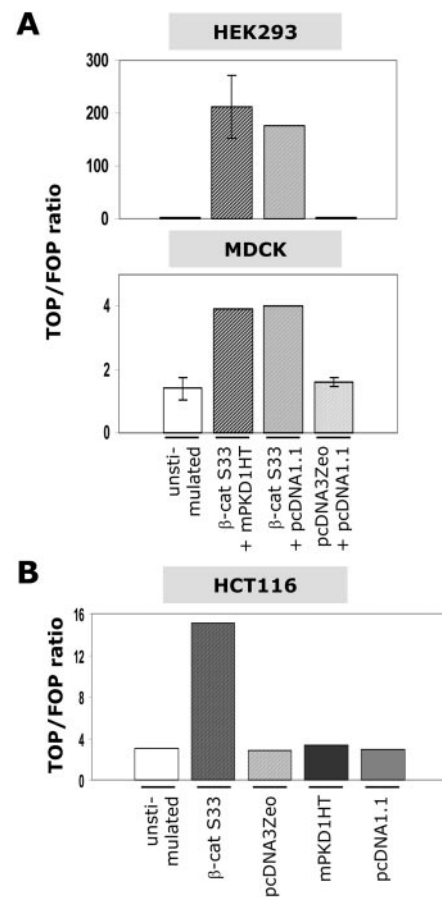 A
HEK293
300
200
100
0
TOP/FOP ratio
MDCK
4
2
0
unsti-
mulated
β-cat S33
+ mPKD1HT
β-cat S33
+ pcDNA1.1
pcDNA3Zeo
+ pcDNA1.1
B
HCT116
TOP/FOP ratio
16
12
8
4
0
unsti-
mulated
β-cat S33
pcDNA3Zeo
mPKD1HT
pcDNA1.1